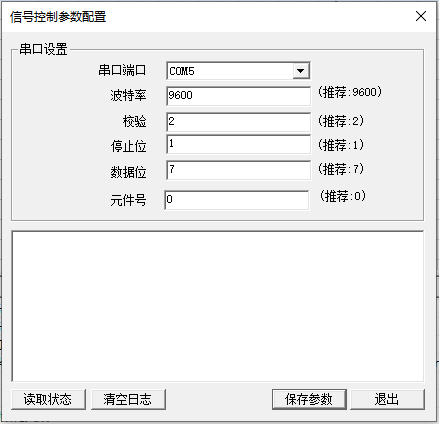 信号控制参数配置
串口设置
串口端口 COM5
波特率 9600 (推荐:9600)
校验 2 (推荐:2)
停止位 1 (推荐:1)
数据位 7 (推荐:7)
元件号 0 (推荐:0)
读取状态 清空日志 保存参数 退出